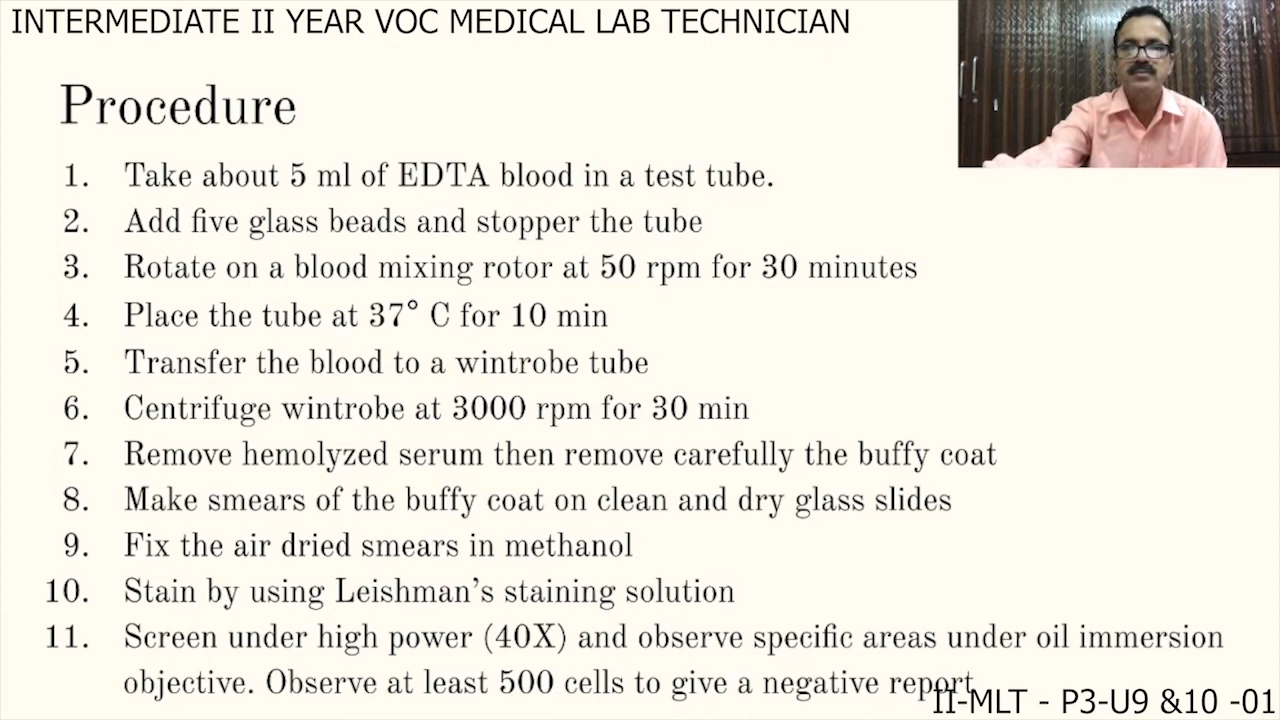 INTERMEDIATE II YEAR VOC MEDICAL LAB TECHNICIAN
Procedure
1. Take about 5 ml of EDTA blood in a test tube.
2. Add five glass beads and stopper the tube
3. Rotate on a blood mixing rotor at 50 rpm for 30 minutes
4. Place the tube at 37° C for 10 min
5. Transfer the blood to a wintrobe tube
6. Centrifuge wintrobe at 3000 rpm for 30 min
7. Remove hemolyzed serum then remove carefully the buffy coat
8. Make smears of the buffy coat on clean and dry glass slides
9. Fix the air dried smears in methanol
10. Stain by using Leishman's staining solution
11. Screen under high power (40X) and observe specific areas under oil immersion
objective. Observe at least 500 cells to give a negative report
II-MLT - P3-U9 &10 -01